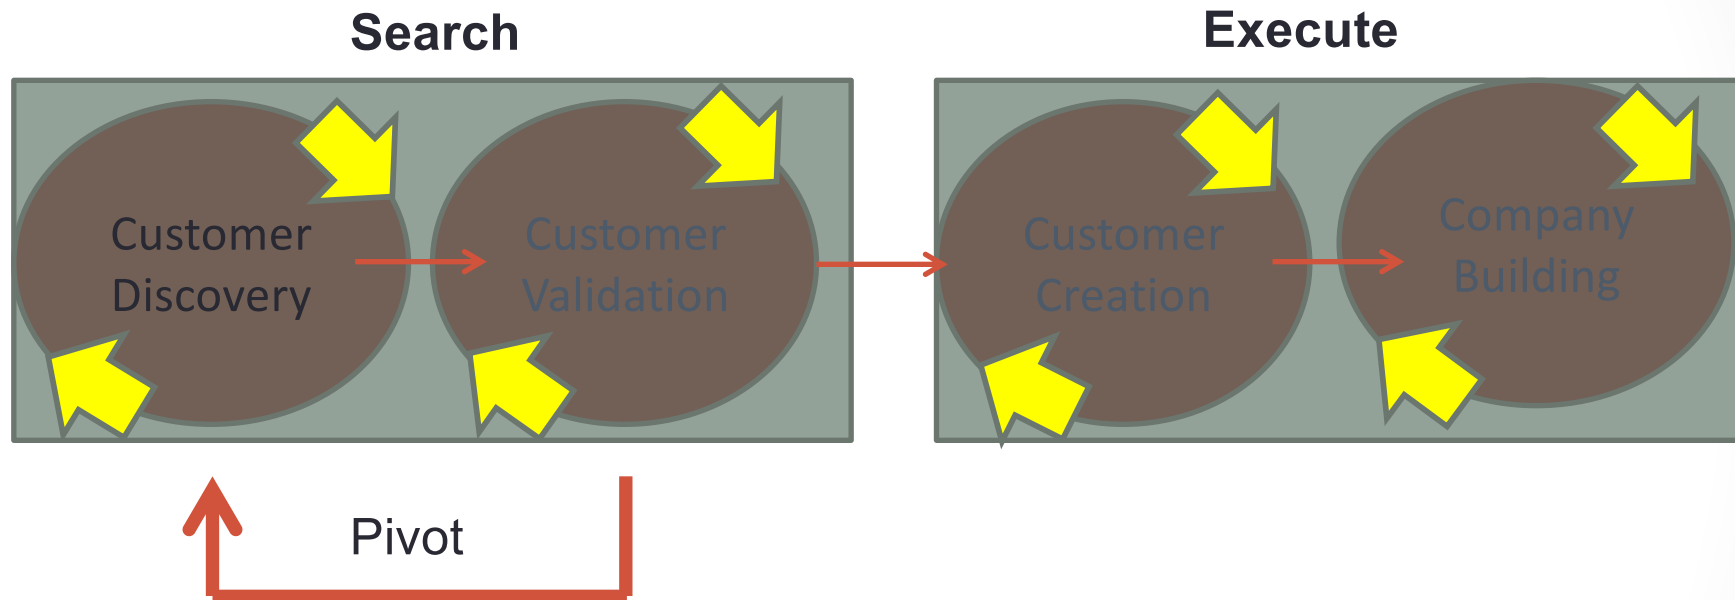 Search
Execute
Customer
Discovery
Customer
Validation
Customer
Creation
Company
Building
Pivot